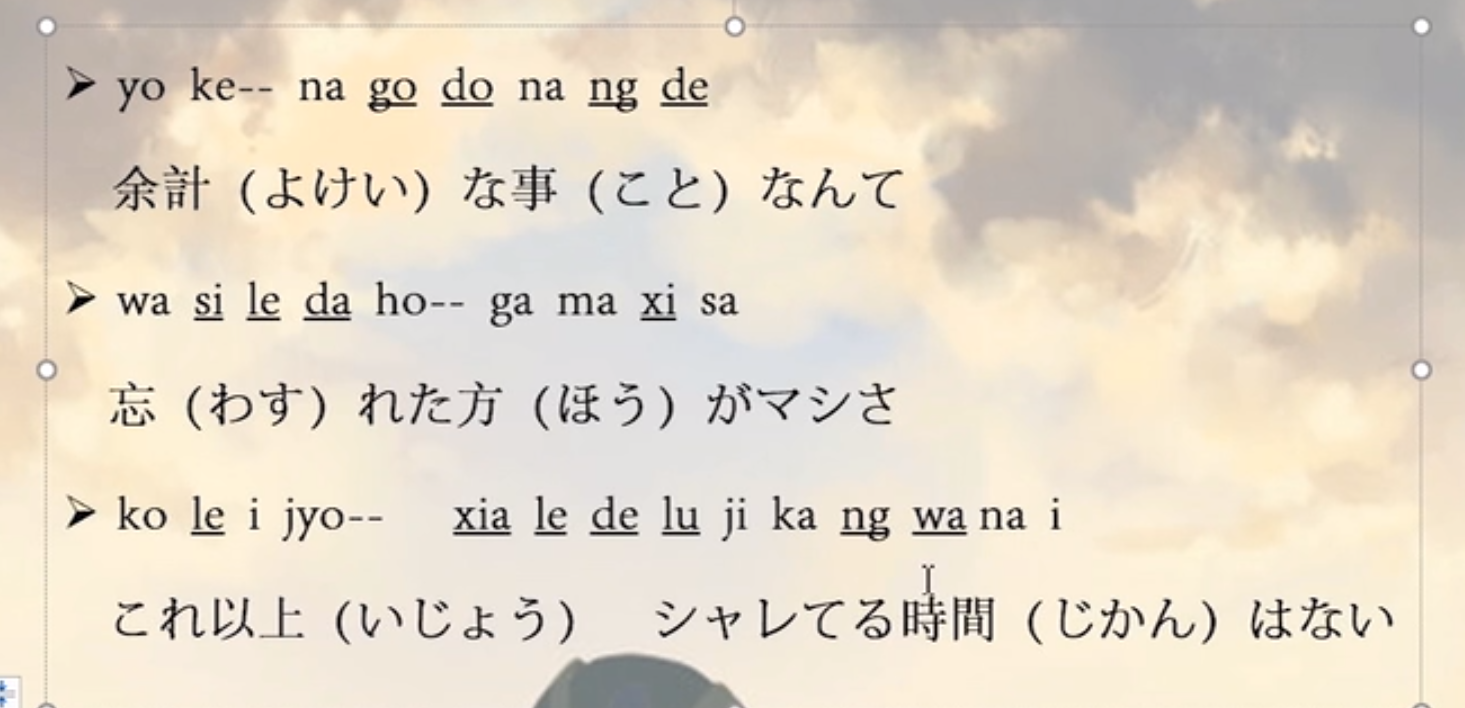 ➢ yo ke-- na go do na ng de
余計（よけい）な事（こと）なんて
➢ wa si le da ho-- ga ma xi sa
忘（わす）れた方（ほう）がマシさ
➢ ko le i jyo-- xia le de lu ji ka ng wa na i
これ以上（いじょう） シャレてる時間（じかん）はない